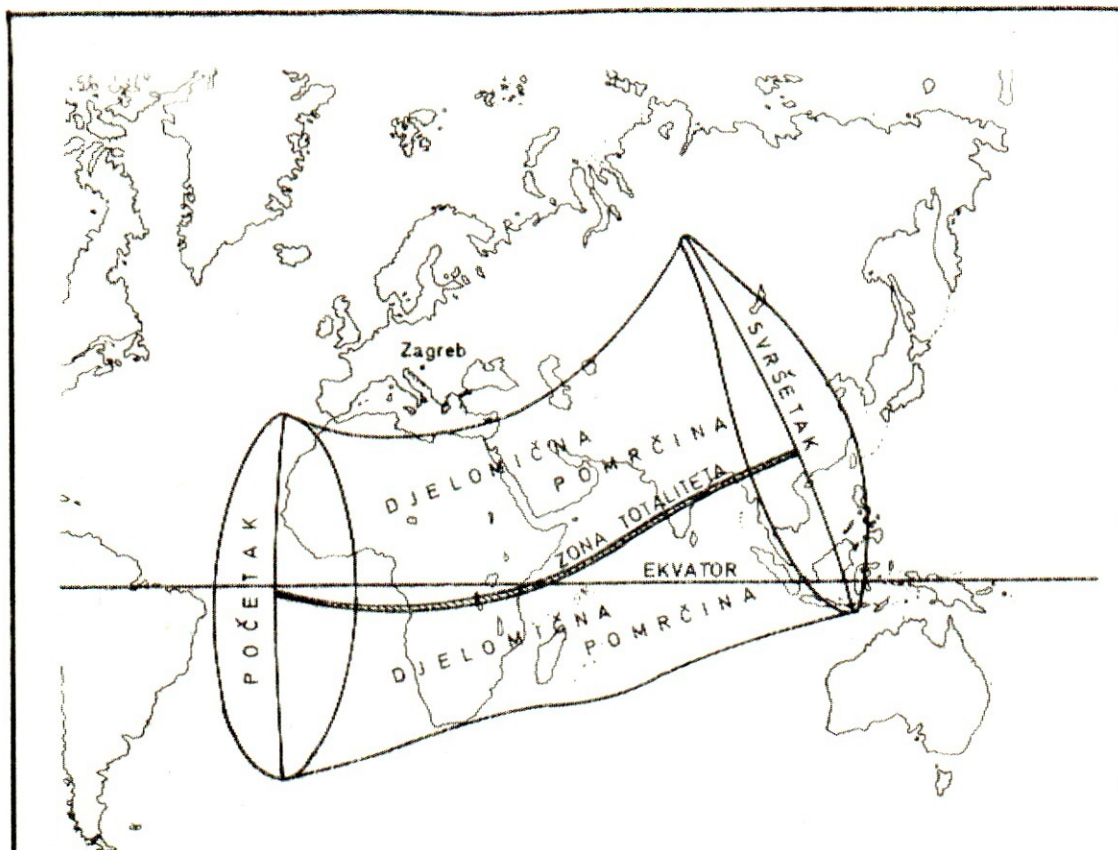 Zagreb
SVRŠETAK
DJELOMIČNA
POMRČINA
ZONA TOTALITETA
POČETAK
EKVATOR
DJELOMIČNA
POMRČINA